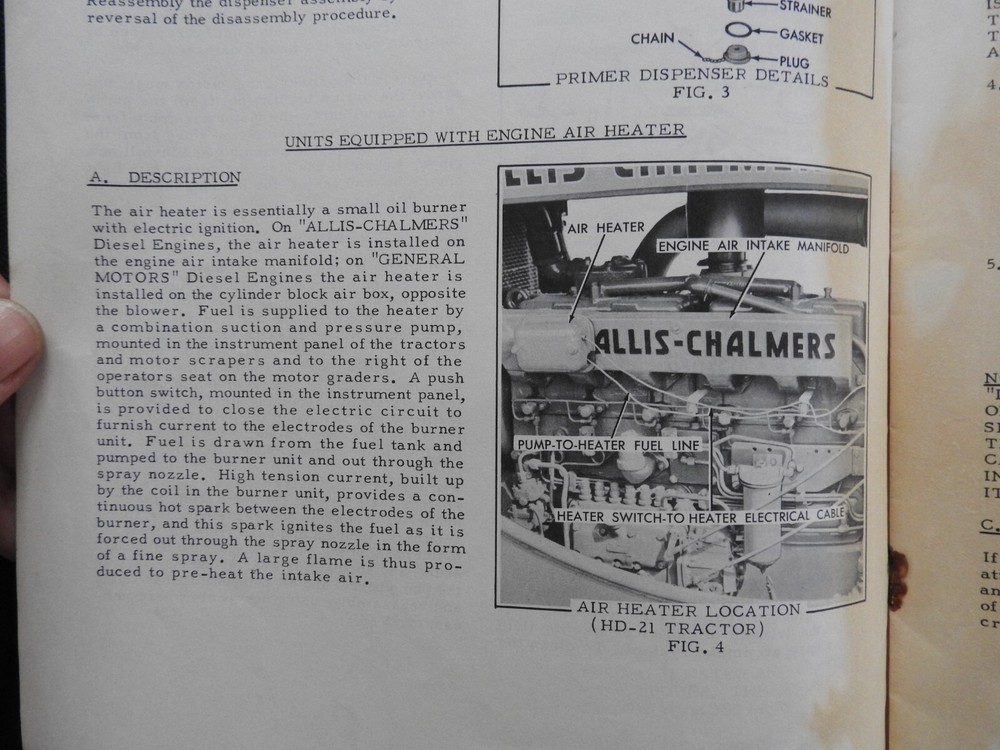 Reassemble the dispenser assembly by
reversal of the disassembly procedure.
STRAINER
GASKET
CHAIN
PLUG
PRIMER DISPENSER DETAILS
FIG. 3
UNITS EQUIPPED WITH ENGINE AIR HEATER
A. DESCRIPTION
The air heater is essentially a small oil burner
with electric ignition. On "ALLIS-CHALMERS"
Diesel Engines, the air heater is installed on
the engine air intake manifold; on "GENERAL
MOTORS" Diesel Engines the air heater is
installed on the cylinder block air box, opposite
the blower. Fuel is supplied to the heater by
a combination suction and pressure pump,
mounted in the instrument panel of the tractors
and motor scrapers and to the right of the
operators seat on the motor graders. A push
button switch, mounted in the instrument panel,
is provided to close the electric circuit to
furnish current to the electrodes of the burner
unit. Fuel is drawn from the fuel tank and
pumped to the burner unit and out through the
spray nozzle. High tension current, built up
by the coil in the burner unit, provides a con-
tinuous hot spark between the electrodes of the
burner, and this spark ignites the fuel as it is
forced out through the spray nozzle in the form
of a fine spray. A large flame is thus pro-
duced to pre-heat the intake air.
AIR HEATER
ENGINE AIR INTAKE MANIFOLD
ALLIS-CHALMERS
PUMP-TO-HEATER FUEL LINE
HEATER SWITCH-TO HEATER ELECTRICAL CABLE
AIR HEATER LOCATION
(HD-21 TRACTOR)
FIG. 4
4.
5.
C.
If